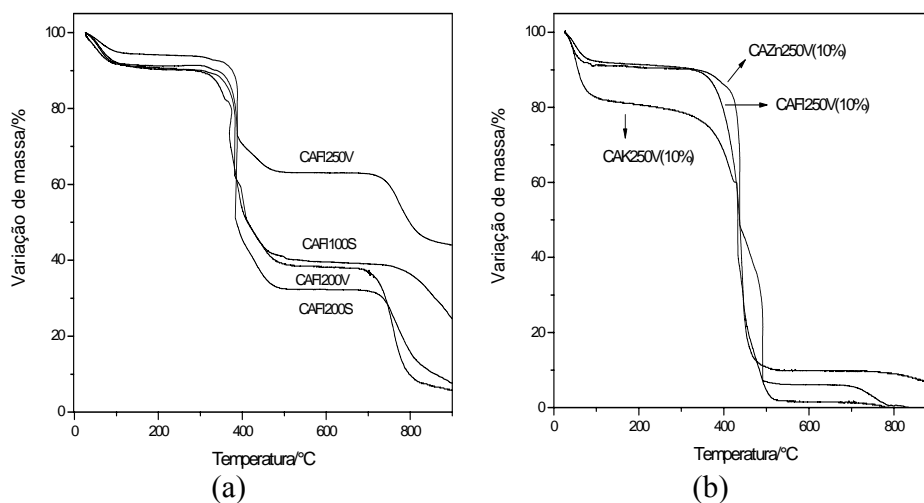 100
80
60
40
20
0
Variação de massa/%
CAFI250V
CAFI100S
CAFI200V
CAFI200S
200
400
600
800
Temperatura/°C
(a)
100
80
60
40
20
0
Variação de massa/%
CAZn250V(10%)
CAFI250V(10%)
CAK250V(10%)
0
200
400
600
800
Temperatura/°C
(b)